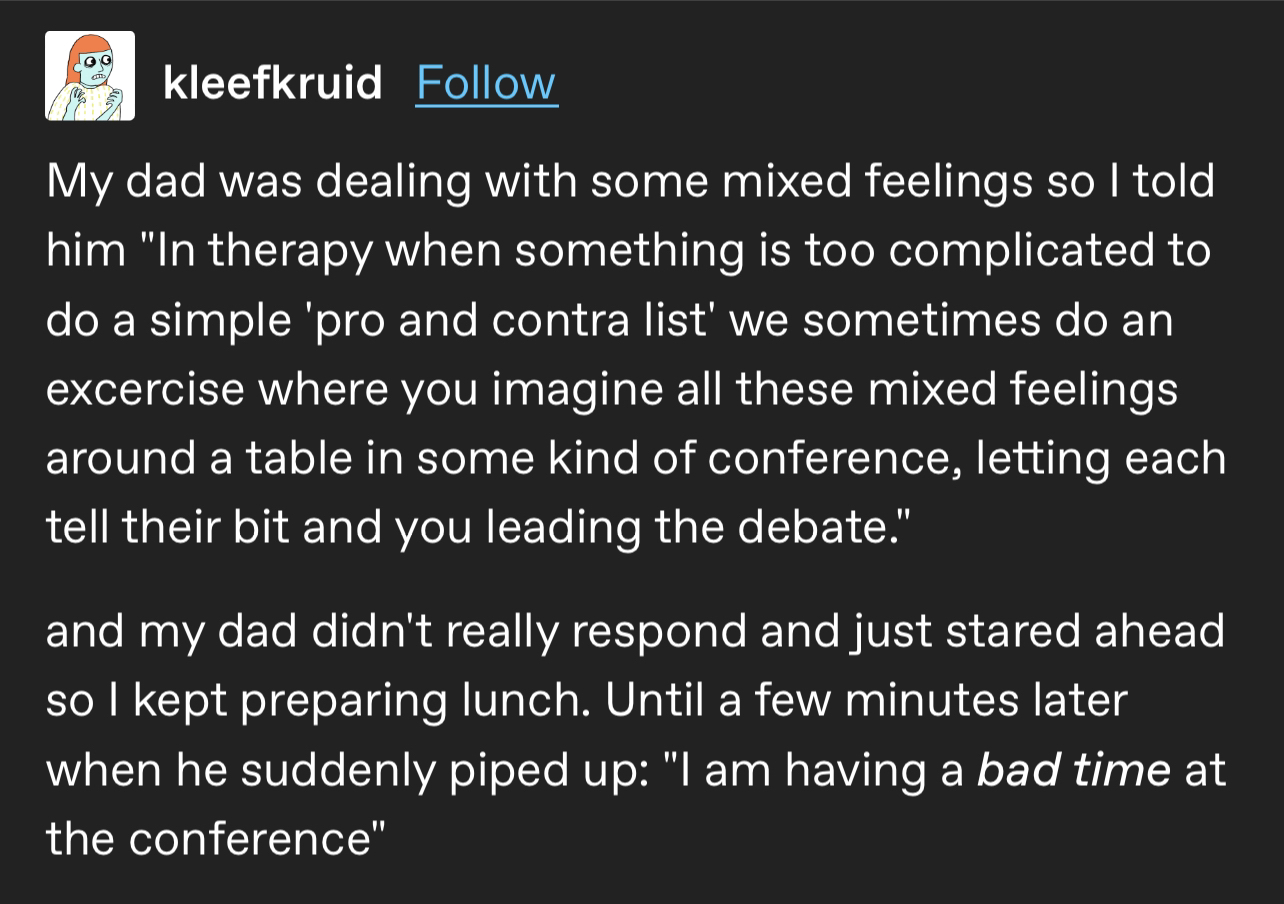 kleefkruid Follow
My dad was dealing with some mixed feelings so I told
him "In therapy when something is too complicated to
do a simple 'pro and contra list' we sometimes do an
excercise where you imagine all these mixed feelings
around a table in some kind of conference, letting each
tell their bit and you leading the debate."
and my dad didn't really respond and just stared ahead
so I kept preparing lunch. Until a few minutes later
when he suddenly piped up: "I am having a bad time at
the conference"